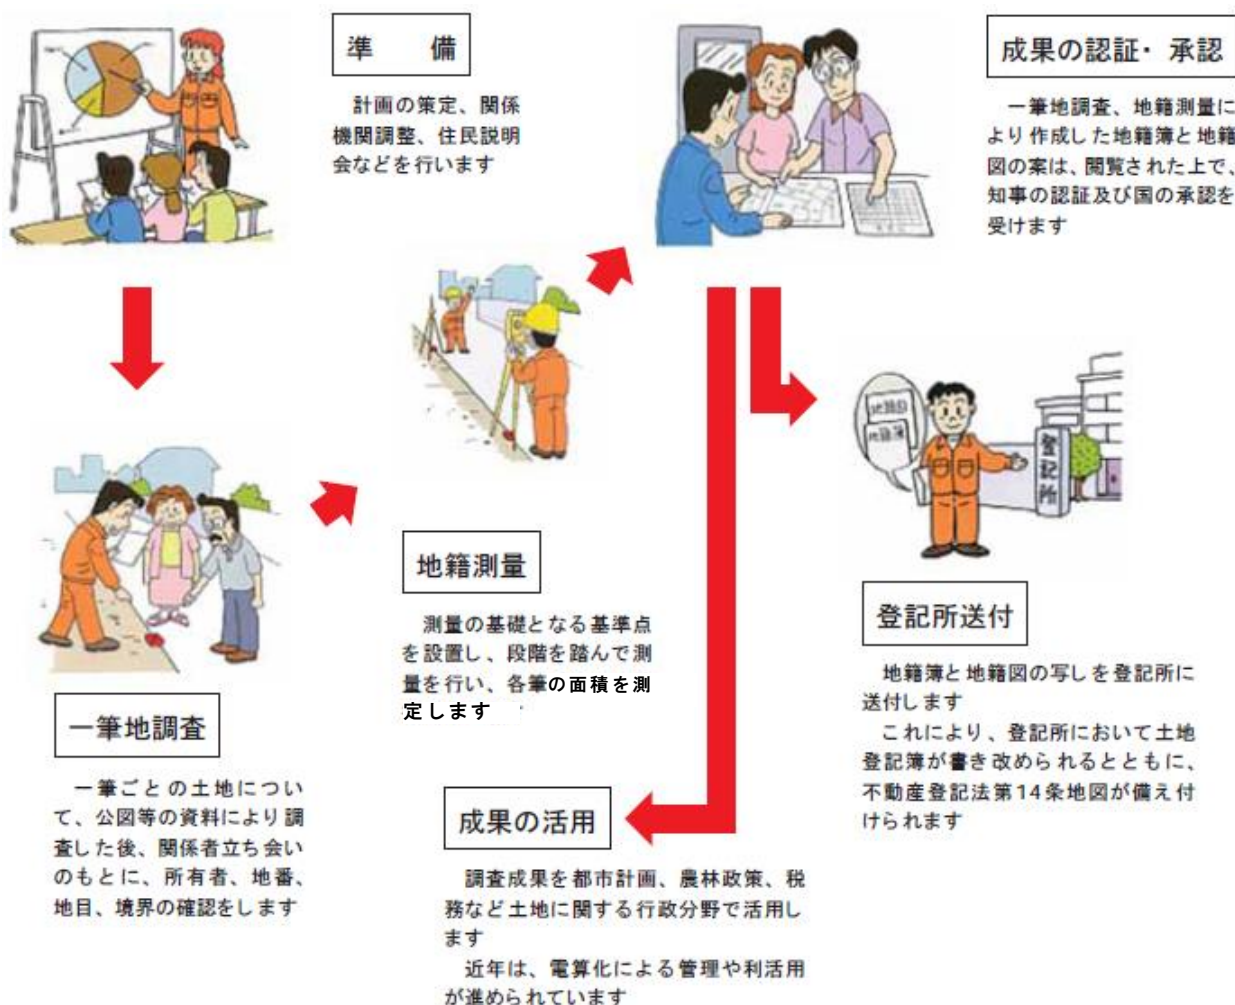 準　備
計画の策定、関係
機関調整、住民説明
会などを行います
一筆地調査
一筆ごとの土地につい
て、公図等の資料により調
査した後、関係者立ち会い
のもとに、所有者、地番、
地目、境界の確認をします
地籍測量
測量の基礎となる基準点
を設置し、段階を踏んで測
量を行い、各筆の面積を測
定します
成果の認証・承認
一筆地調査、地籍測量に
より作成した地籍簿と地籍
図の案は、閲覧された上で、
知事の認証及び国の承認を
受けます
地籍図
地籍簿
登記所
登記所送付
地籍簿と地籍図の写しを登記所に
送付します
これにより、登記所において土地
登記簿が書き改められるとともに、
不動産登記法第14条地図が備え付
けられます
成果の活用
調査成果を都市計画、農林政策、税
務など土地に関する行政分野で活用し
ます
近年は、電算化による管理や利活用
が進められています